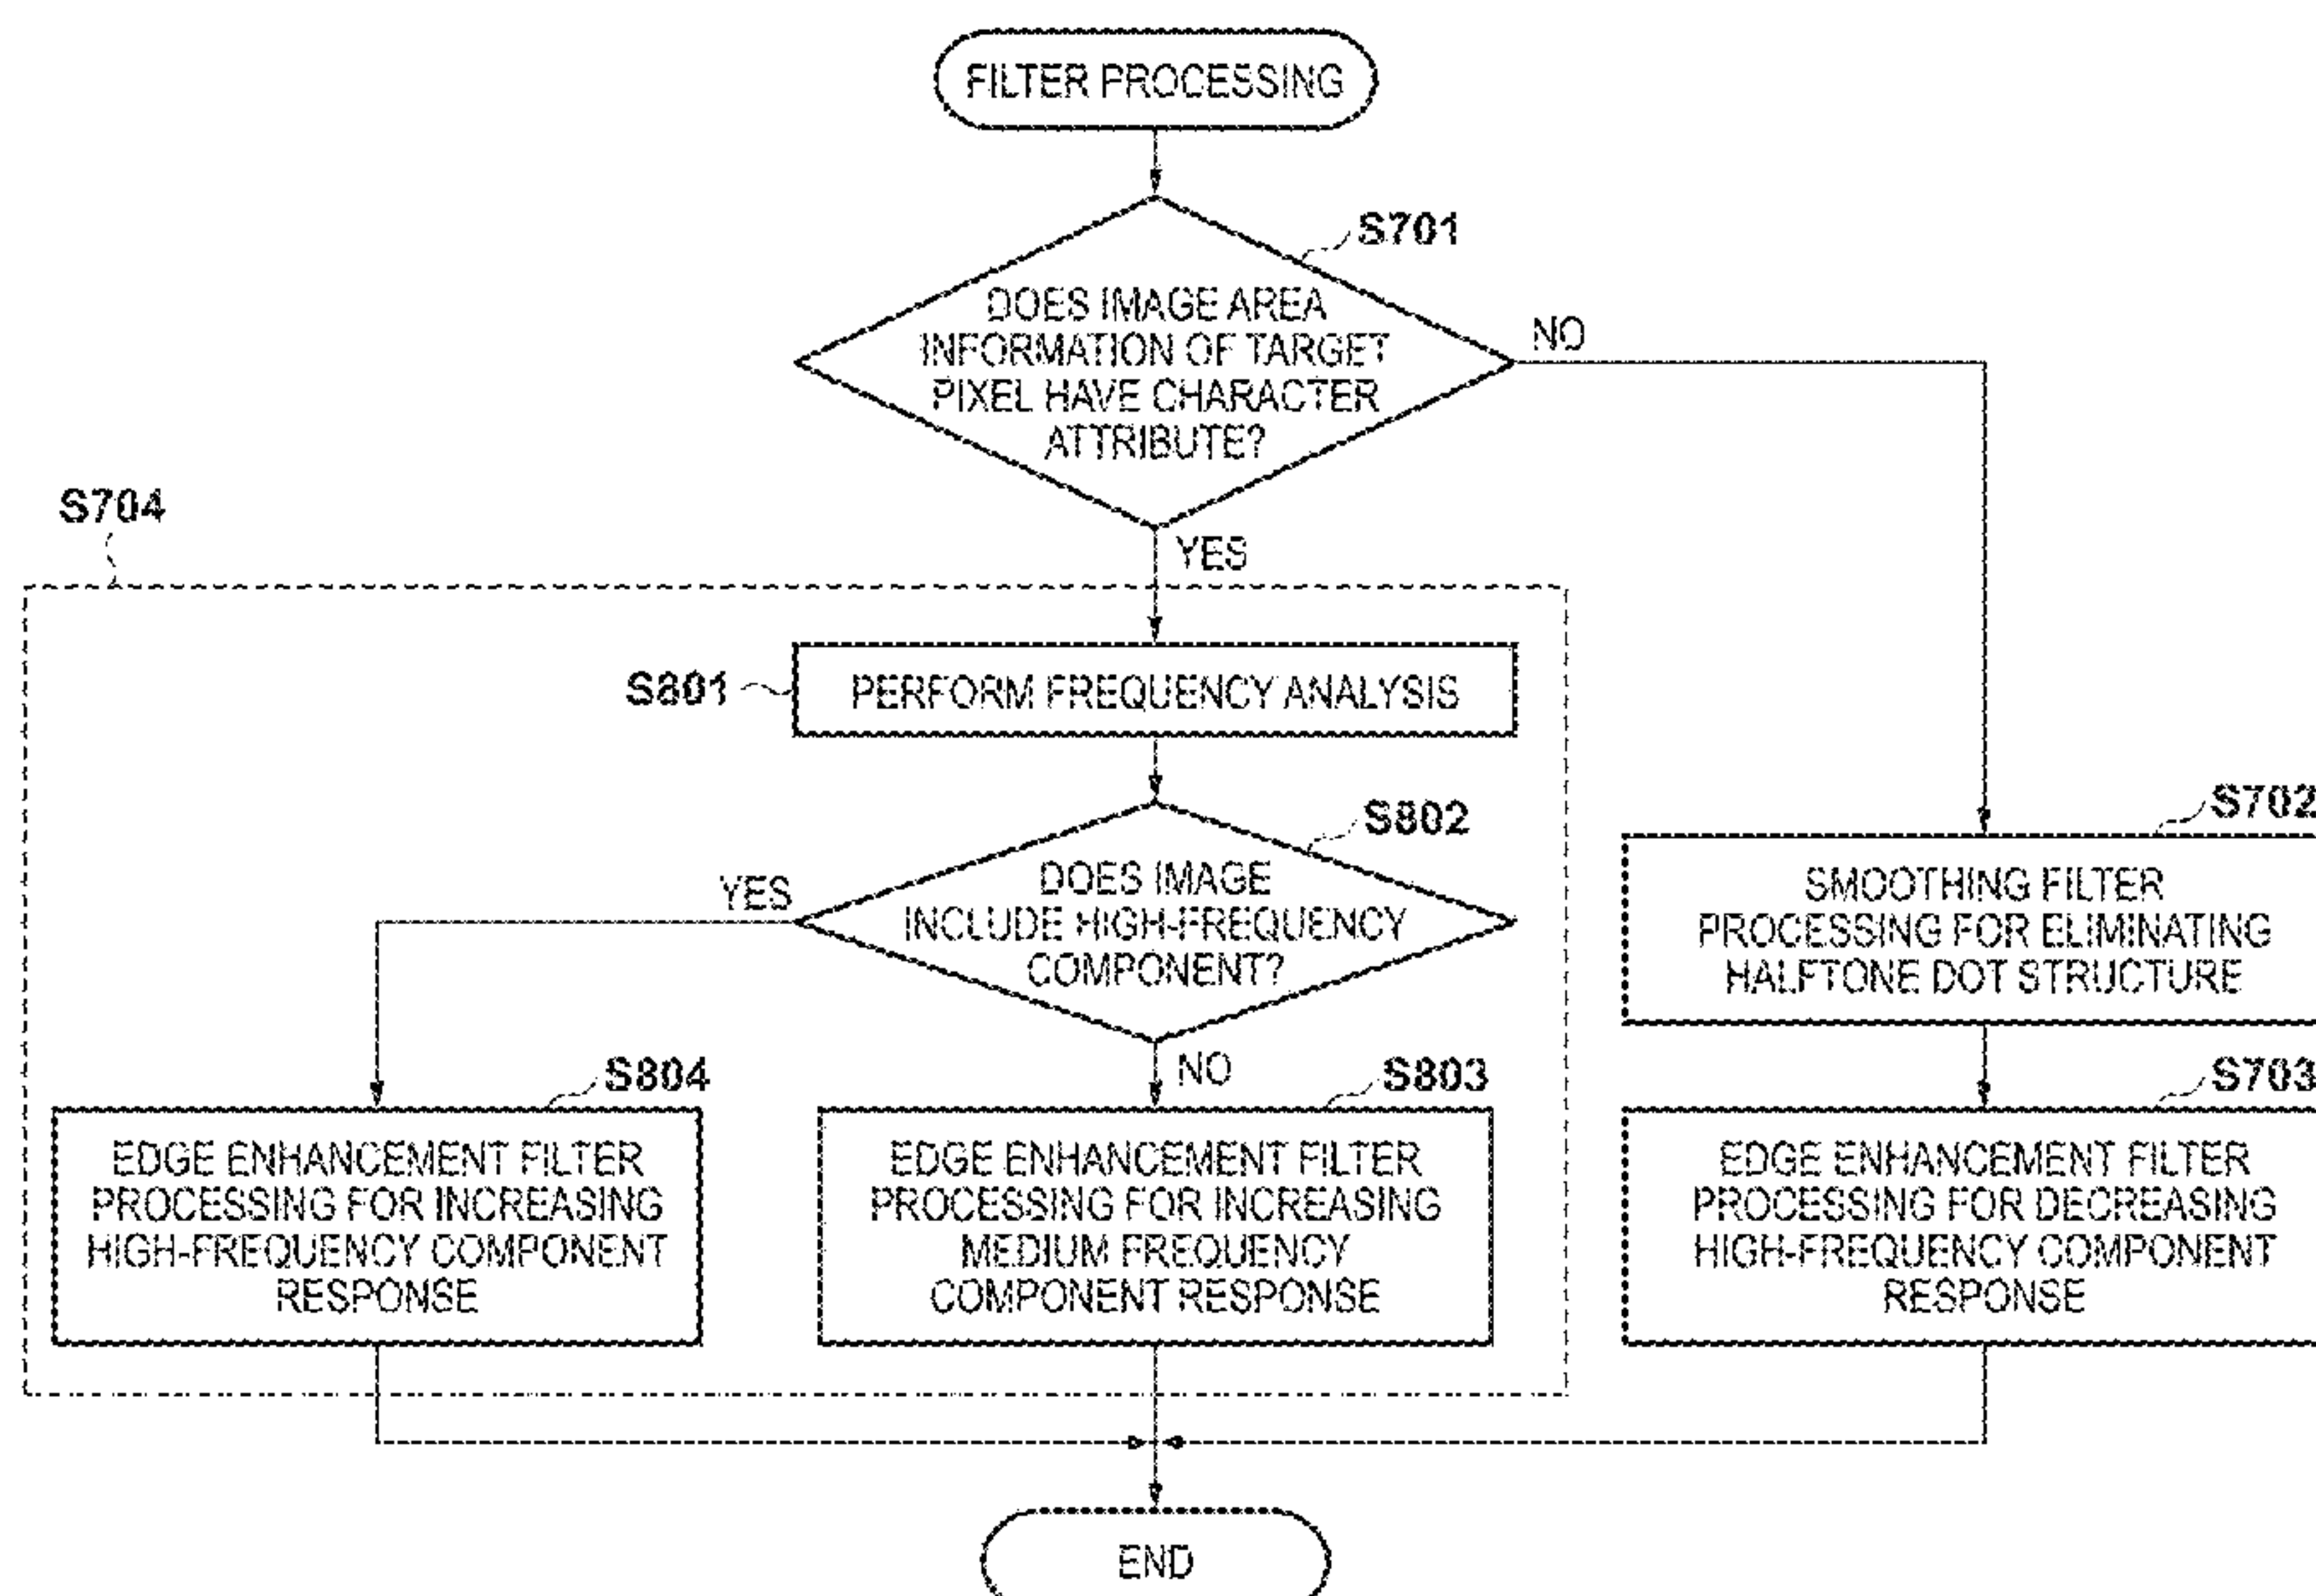 FILTER PROCESSING
S701
DOES IMAGE AREA
INFORMATION OF TARGET
PIXEL HAVE CHARACTER
ATTRIBUTE?
NO
YES
S704
S801
PERFORM FREQUENCY ANALYSIS
S802
DOES IMAGE
INCLUDE HIGH-FREQUENCY
COMPONENT?
YES
NO
S702
SMOOTHING FILTER
PROCESSING FOR ELIMINATING
HALFTONE DOT STRUCTURE
S804
EDGE ENHANCEMENT FILTER
PROCESSING FOR INCREASING
HIGH-FREQUENCY COMPONENT
RESPONSE
S803
EDGE ENHANCEMENT FILTER
PROCESSING FOR INCREASING
MEDIUM FREQUENCY
COMPONENT RESPONSE
S703
EDGE ENHANCEMENT FILTER
PROCESSING FOR DECREASING
HIGH-FREQUENCY COMPONENT
RESPONSE
END